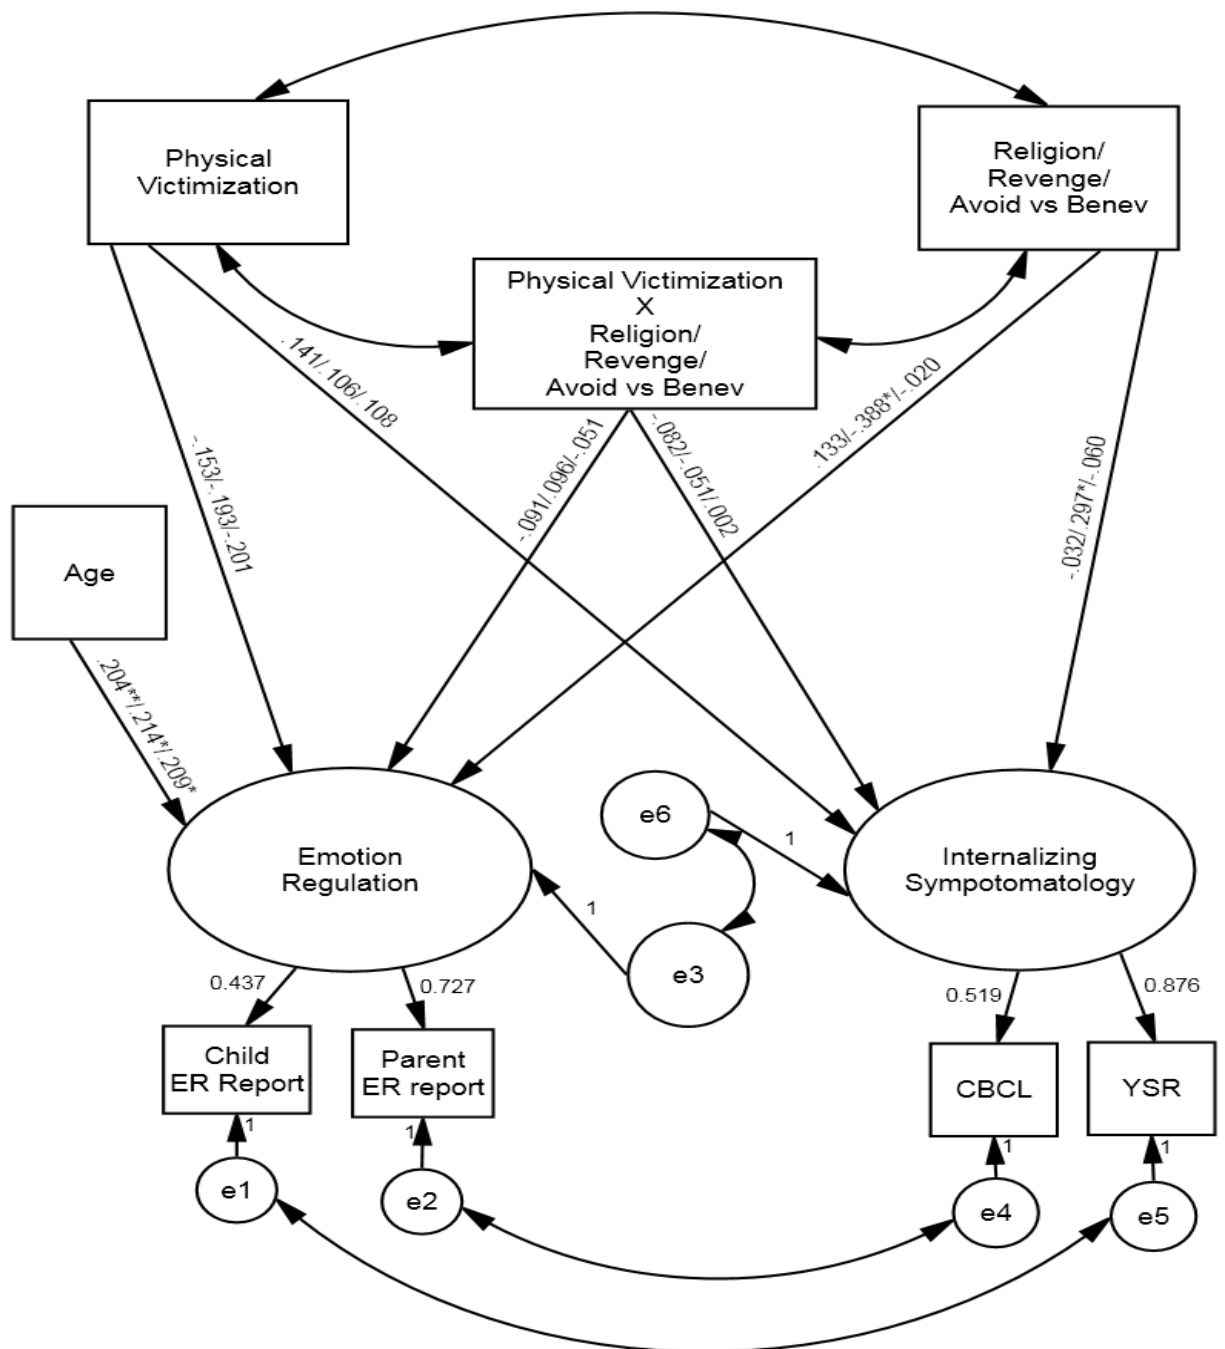 Physical
Victimization
Religion/
Revenge/
Avoid vs Benev
Physical Victimization
X
Religion/
Revenge/
Avoid vs Benev
.141/.106/.108
-.153/-.193/-.201
-.091/.096/-.051
-.082/-.051/.002
.133/-.388*/-.020
-.032/.297*/-.060
Age
.204**/.214*/.209*
Emotion
Regulation
e6
1
Internalizing
Sympotomatology
1
e3
0.437
0.727
0.519
0.876
Child
ER Report
Parent
ER report
CBCL
YSR
1
1
1
1
e1
e2
e4
e5